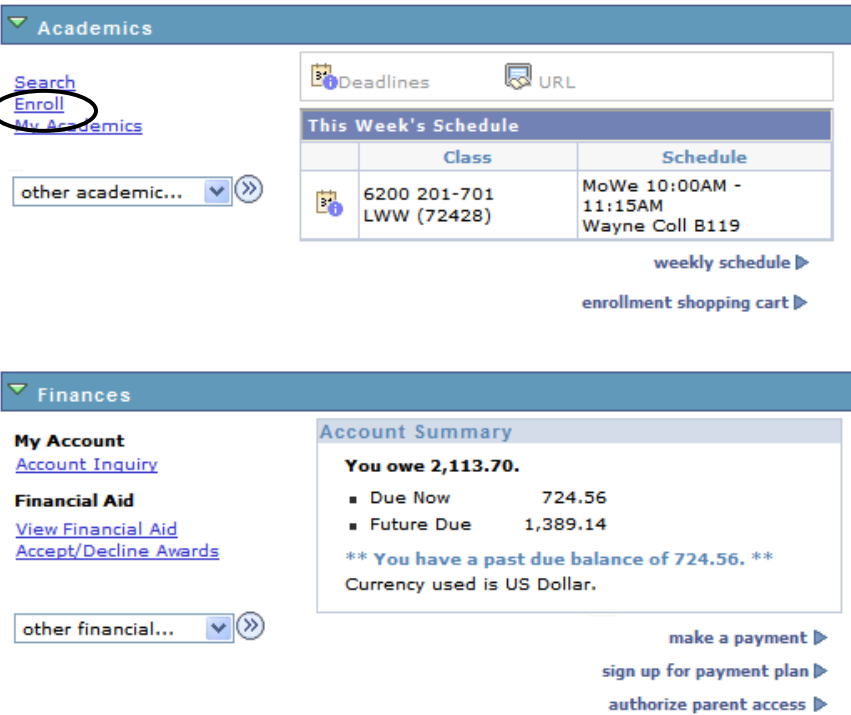 Academics
Search
Enroll
My Academics
other academic...
Deadlines URL
This Week's Schedule
Class Schedule
6200 201-701
LWW (72428)
MoWe 10:00AM -
11:15AM
Wayne Coll B119
weekly schedule
enrollment shopping cart
Finances
My Account
Account Inquiry
Financial Aid
View Financial Aid
Accept/Decline Awards
other financial...
Account Summary
You owe 2,113.70.
Due Now 724.56
Future Due 1,389.14
** You have a past due balance of 724.56. **
Currency used is US Dollar.
make a payment
sign up for payment plan
authorize parent access